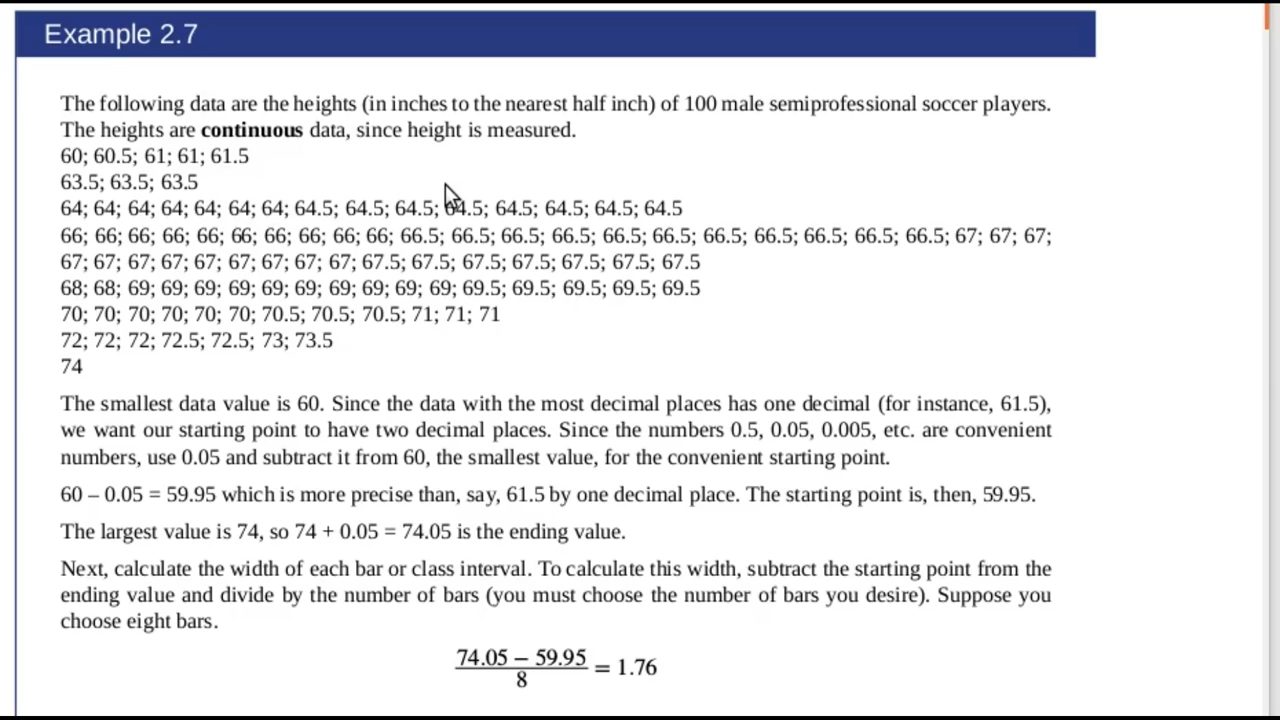 Example 2.7
The following data are the heights (in inches to the nearest half inch) of 100 male semiprofessional soccer players.
The heights are continuous data, since height is measured.
60; 60.5; 61; 61; 61.5
63.5; 63.5; 63.5
64; 64; 64; 64; 64; 64; 64; 64.5; 64.5; 64.5; 64.5; 64.5; 64.5; 64.5; 64.5
66; 66; 66; 66; 66; 66; 66; 66; 66; 66; 66.5; 66.5; 66.5; 66.5; 66.5; 66.5; 66.5; 66.5; 66.5; 66.5; 66.5; 67; 67; 67;
67; 67; 67; 67; 67; 67; 67; 67; 67; 67.5; 67.5; 67.5; 67.5; 67.5; 67.5; 67.5
68; 68; 69; 69; 69; 69; 69; 69; 69; 69; 69; 69; 69.5; 69.5; 69.5; 69.5; 69.5
70; 70; 70; 70; 70; 70; 70.5; 70.5; 70.5; 71; 71; 71
72; 72; 72; 72.5; 72.5; 73; 73.5
74
The smallest data value is 60. Since the data with the most decimal places has one decimal (for instance, 61.5),
we want our starting point to have two decimal places. Since the numbers 0.5, 0.05, 0.005, etc. are convenient
numbers, use 0.05 and subtract it from 60, the smallest value, for the convenient starting point.
60 – 0.05 = 59.95 which is more precise than, say, 61.5 by one decimal place. The starting point is, then, 59.95.
The largest value is 74, so 74 + 0.05 = 74.05 is the ending value.
Next, calculate the width of each bar or class interval. To calculate this width, subtract the starting point from the
ending value and divide by the number of bars (you must choose the number of bars you desire). Suppose you
choose eight bars.
74.05 − 59.95
8
= 1.76